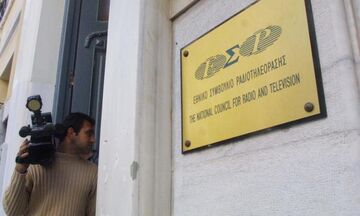 ΕΣΡ
ΕΘΝΙΚΟ ΣΥΜΒΟΥΛΙΟ ΡΑΔΙΟΤΗΛΕΟΡΑΣΗΣ
THE NATIONAL COUNCIL FOR RADIO AND TELEVISION